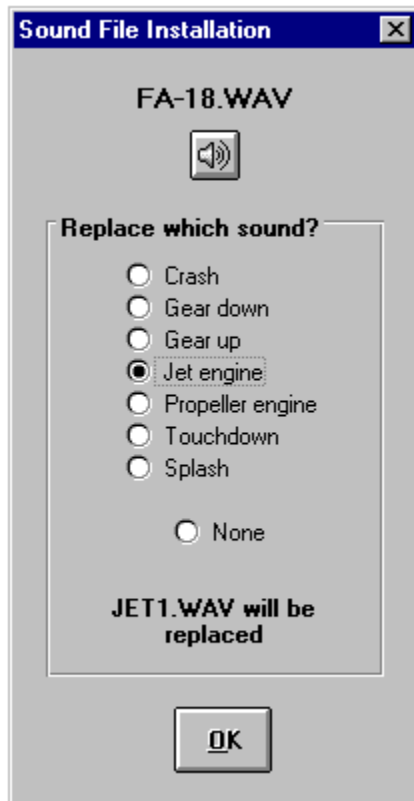 Sound File Installation
FA-18.WAV
Replace which sound?
Crash
Gear down
Gear up
Jet engine
Propeller engine
Touchdown
Splash
None
JET1.WAV will be
replaced
OK